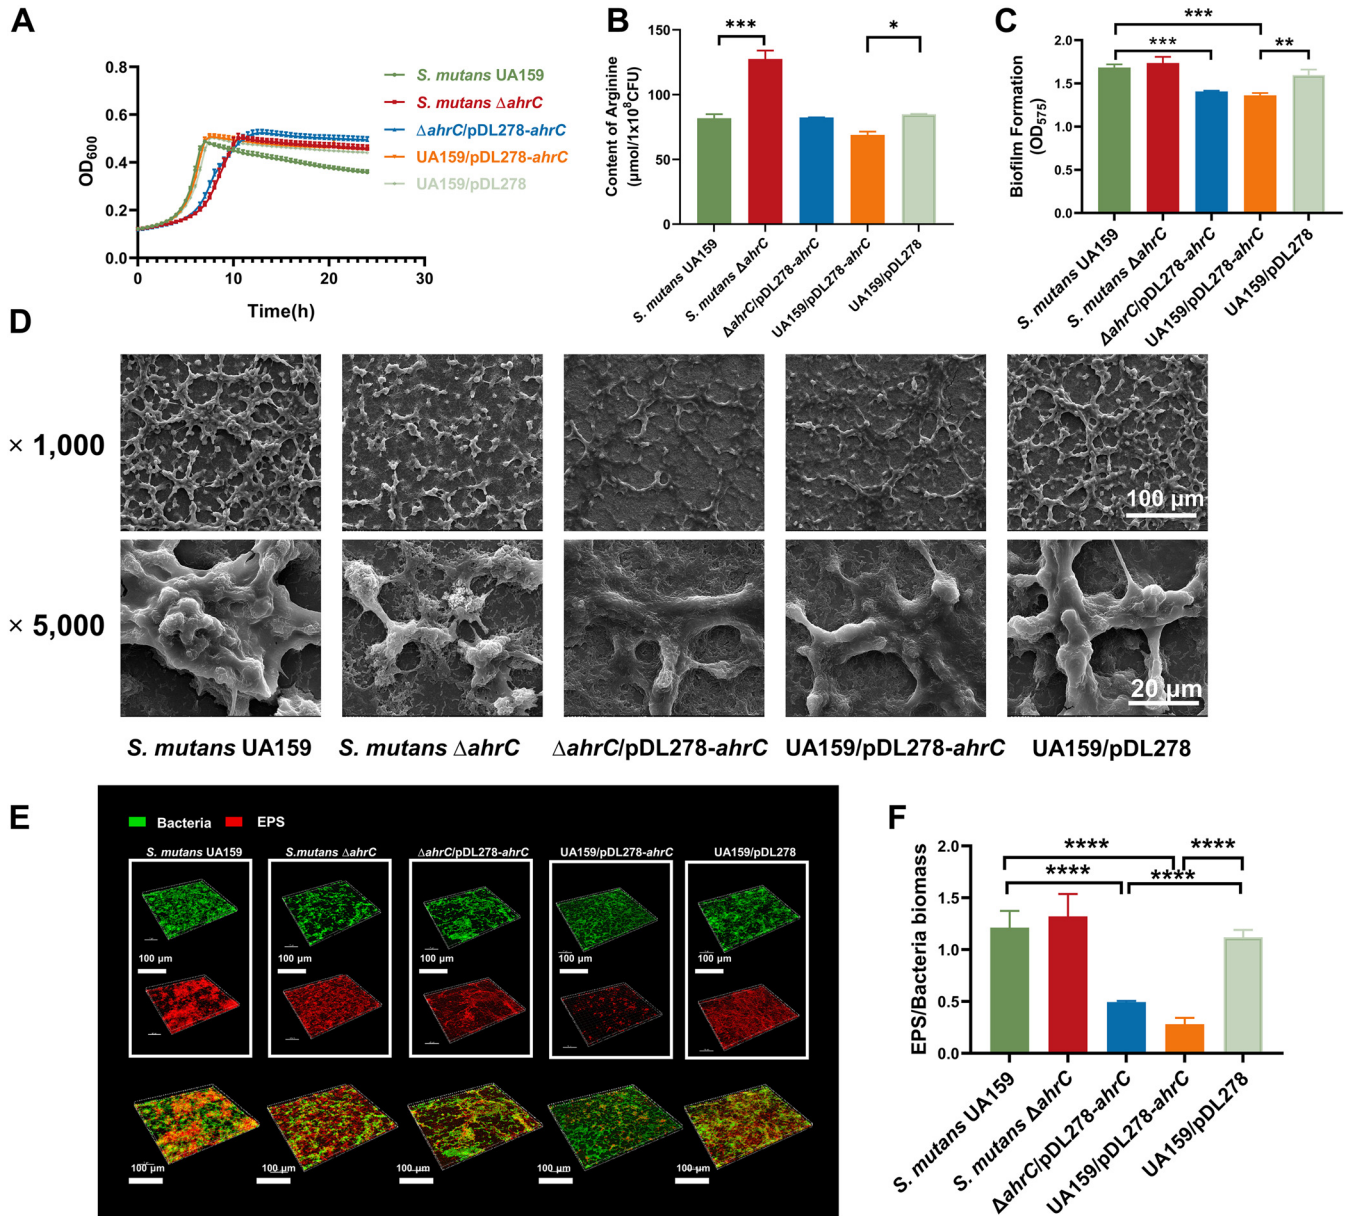 A
OD600
0.8
0.6
0.4
0.2
0.0
0
10
20
30
Time(h)
S. mutans UA159
S. mutans ΔahrC
ΔahrC/pDL278-ahrC
UA159/pDL278-ahrC
UA159/pDL278
B
Content of Arginine
(μmol/1x10⁸CFU)
150
100
50
0
***
*
S. mutans UA159
S. mutans ΔahrC
ΔahrC/pDL278-ahrC
UA159/pDL278-ahrC
UA159/pDL278
C
Biofilm Formation
(OD575)
2.0
1.5
1.0
0.5
0.0
***
***
**
S. mutans UA159
S. mutans ΔahrC
ΔahrC/pDL278-ahrC
UA159/pDL278-ahrC
UA159/pDL278
D
× 1,000
100 μm
× 5,000
20 μm
S. mutans UA159
S. mutans ΔahrC
ΔahrC/pDL278-ahrC
UA159/pDL278-ahrC
UA159/pDL278
E
Bacteria
EPS
S. mutans UA159
S.mutans ΔahrC
ΔahrC/pDL278-ahrC
UA159/pDL278-ahrC
UA159/pDL278
100 μm
100 μm
100 μm
100 μm
100 μm
100 μm
100 μm
100 μm
100 μm
100 μm
F
EPS/Bacteria biomass
2.0
1.5
1.0
0.5
0.0
****
****
****
****
S. mutans UA159
S. mutans ΔahrC
ΔahrC/pDL278-ahrC
UA159/pDL278-ahrC
UA159/pDL278